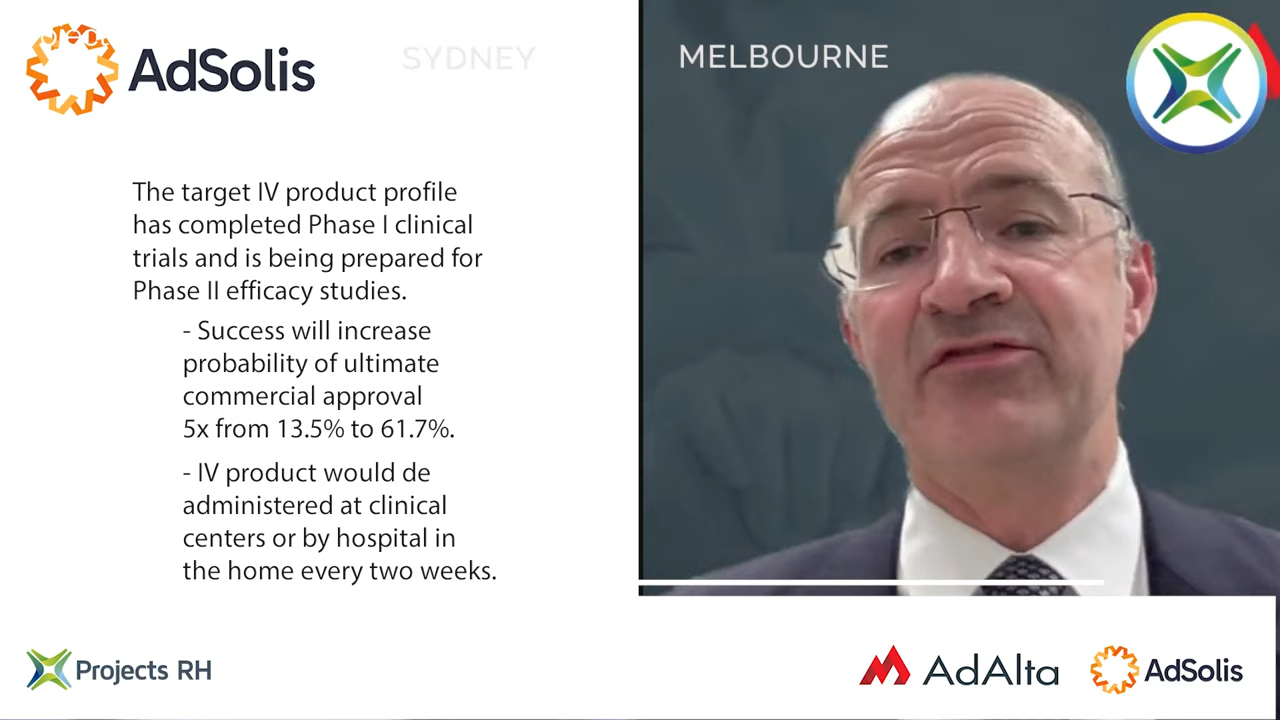 AdSolis
SYDNEY
MELBOURNE
The target IV product profile
has completed Phase I clinical
trials and is being prepared for
Phase II efficacy studies.
- Success will increase
probability of ultimate
commercial approval
5x from 13.5% to 61.7%.
- IV product would de
administered at clinical
centers or by hospital in
the home every two weeks.
Projects RH
AdAlta
AdSolis